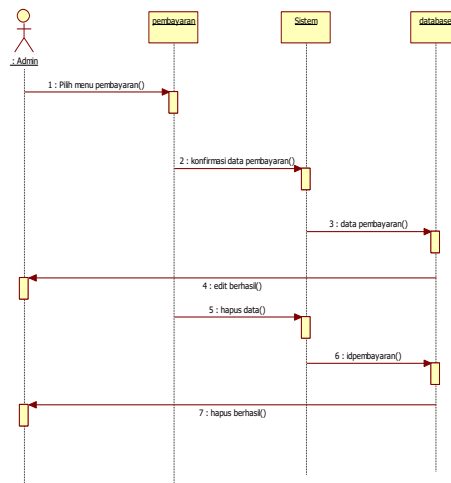 pembayaran
Sistem
database
: Admin
1 : Pilih menu pembayaran()
2 : konfirmasi data pembayaran()
3 : data pembayaran()
4 : edit berhasil()
5 : hapus data()
6 : idpembayaran()
7 : hapus berhasil()